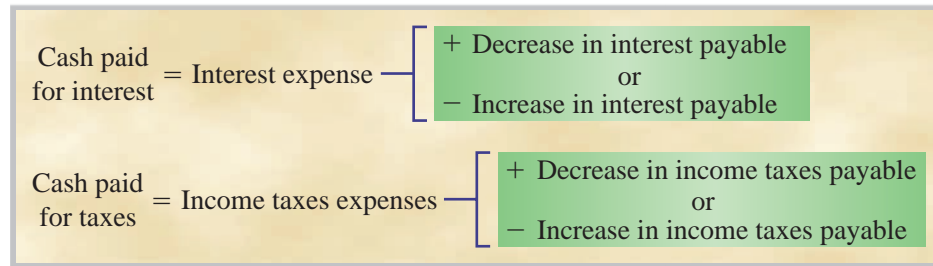 Cash paid
for interest
= Interest expense
+ Decrease in interest payable
or
− Increase in interest payable
Cash paid
for taxes
= Income taxes expenses
+ Decrease in income taxes payable
or
− Increase in income taxes payable